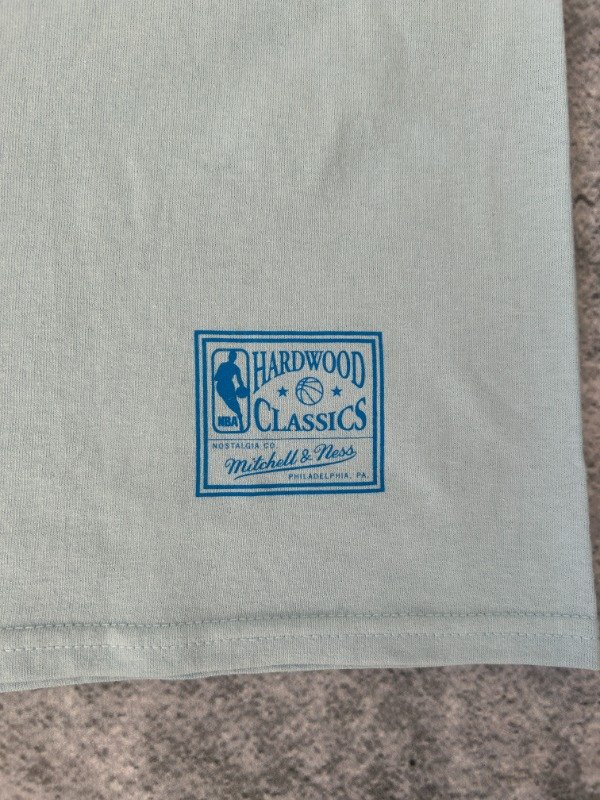 HARDWOOD
CLASSICS
NBA
NOSTALGIA CO.
Mitchell & Ness
PHILADELPHIA, PA.